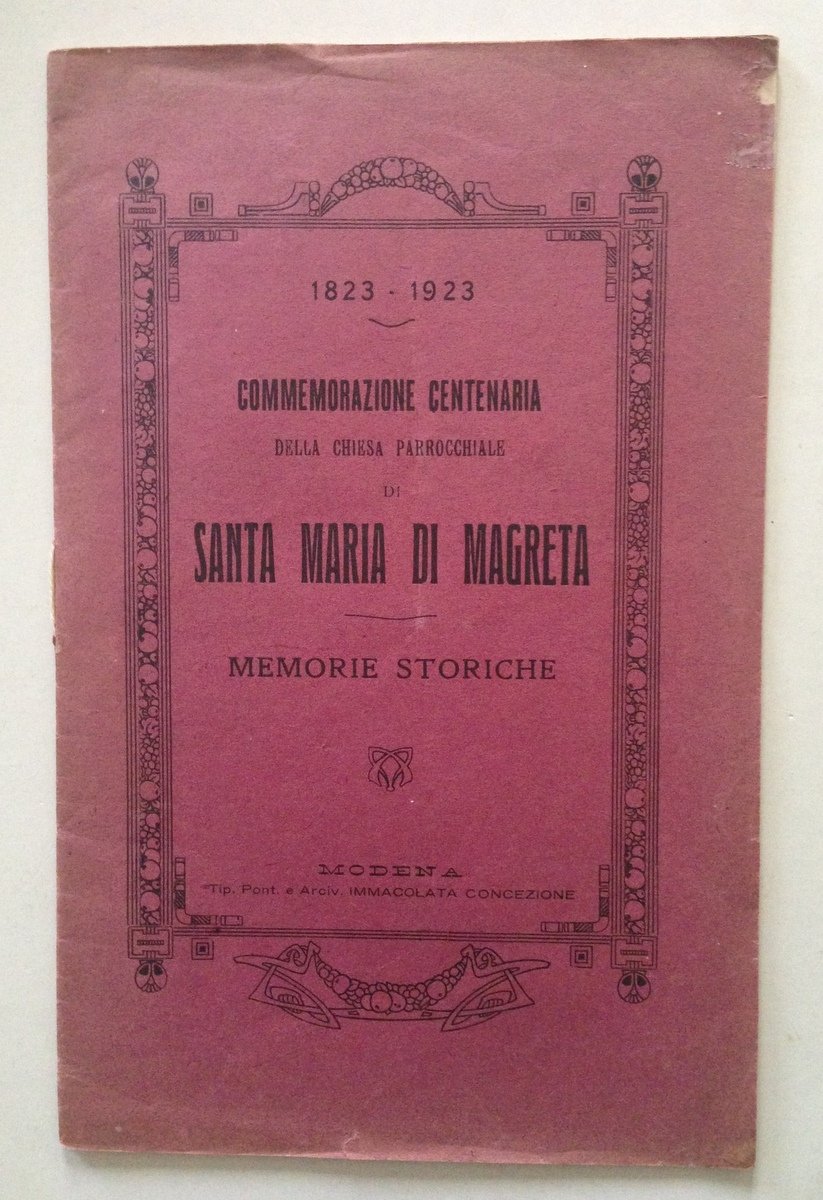 1823 - 1923
COMMEMORAZIONE CENTENARIA
DELLA CHIESA PARROCCHIALE
DI
SANTA MARIA DI MAGRETA
MEMORIE STORICHE
MODENA
Tip. Pont. e Arciv. IMMACOLATA CONCEZIONE